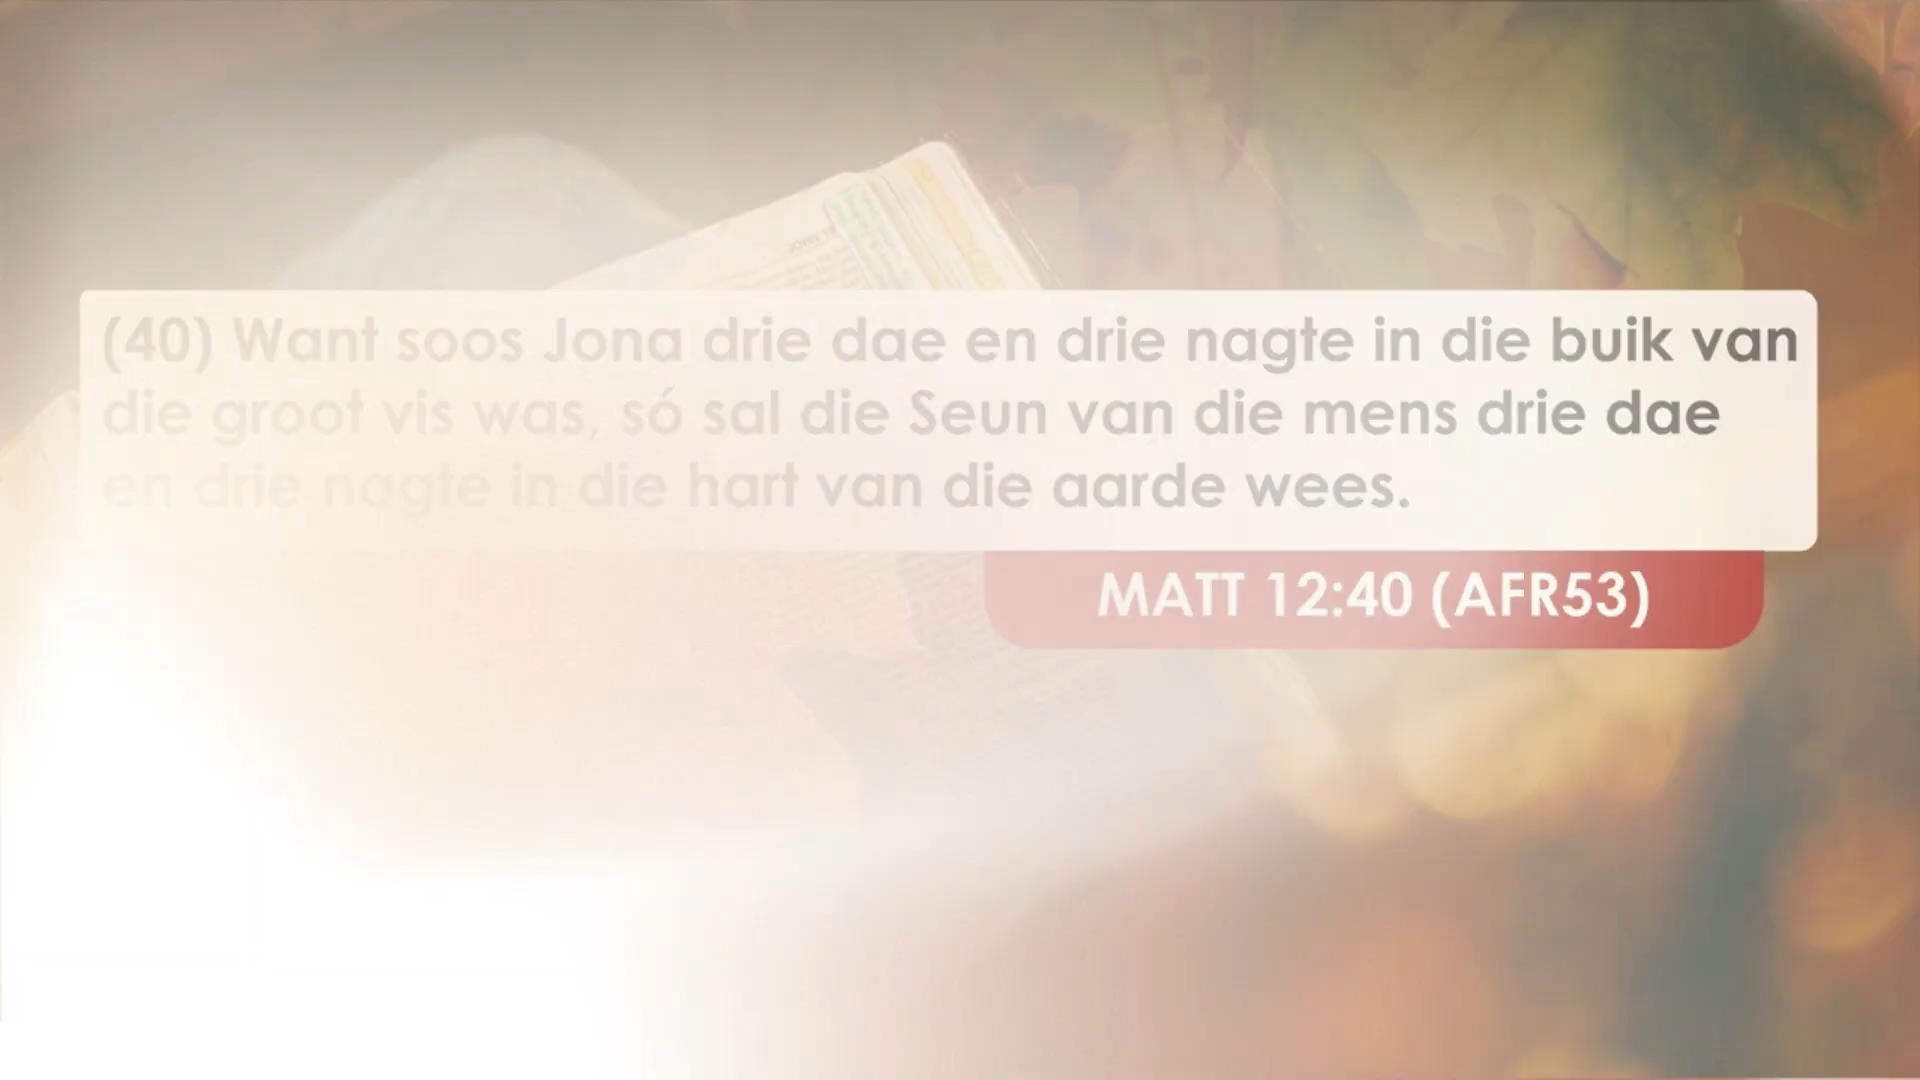 (40) Want soos Jona drie dae en drie nagte in die buik van
die groot vis was, só sal die Seun van die mens drie dae
en drie nagte in die hart van die aarde wees.
MATT 12:40 (AFR53)